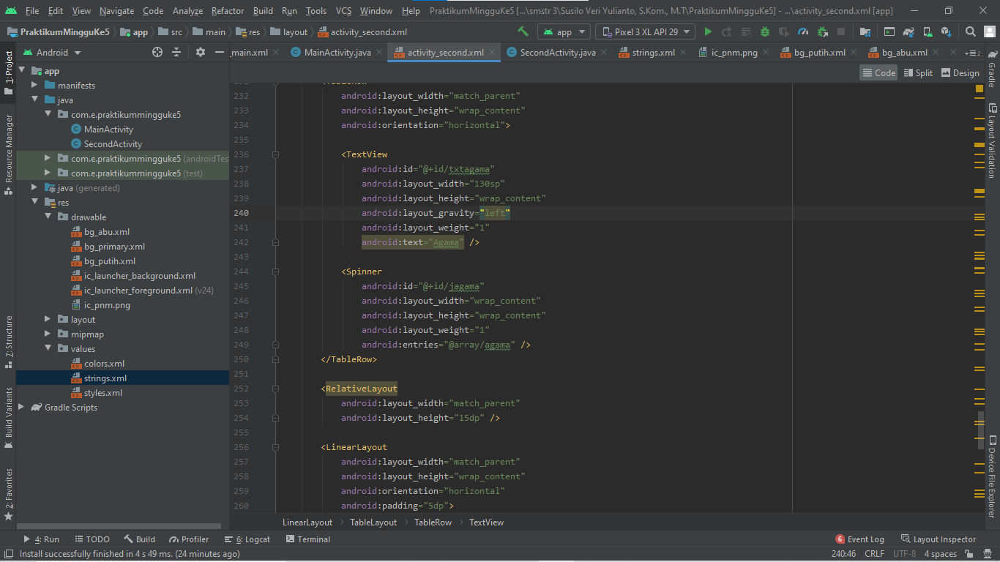 File Edit View Navigate Code Analyze Refactor Build Run Tools VCS Window Help PraktikumMingguKe5 [...\smstr 3\Susilo Veri Yulianto, S.Kom., M.T\PraktikumMingguKe5] - ...\activity_second.xml [app]
PraktikumMingguKe5 app src main res layout activity_second.xml app Pixel 3 XL API 29
Android _main.xml MainActivity.java activity_second.xml SecondActivity.java strings.xml ic_pnm.png bg_putih.xml bg_abu.xml
Code Split Design
1: Project
Resource Manager
7: Structure
Build Variants
2: Favorites
app
manifests
java
com.e.praktikummingguke5
MainActivity
SecondActivity
com.e.praktikummingguke5 (androidTes
com.e.praktikummingguke5 (test)
java (generated)
res
drawable
bg_abu.xml
bg_primary.xml
bg_putih.xml
ic_launcher_background.xml
ic_launcher_foreground.xml (v24)
ic_pnm.png
layout
mipmap
values
colors.xml
strings.xml
styles.xml
Gradle Scripts
232 android:layout_width="match_parent"
233 android:layout_height="wrap_content"
234 android:orientation="horizontal">
235
236 <TextView
237 android:id="@+id/txtagama"
238 android:layout_width="130sp"
239 android:layout_height="wrap_content"
240 android:layout_gravity="left"
241 android:layout_weight="1"
242 android:text="Agama" />
243
244 <Spinner
245 android:id="@+id/jagama"
246 android:layout_width="wrap_content"
247 android:layout_height="wrap_content"
248 android:layout_weight="1"
249 android:entries="@array/agama" />
250 </TableRow>
251
252 <RelativeLayout
253 android:layout_width="match_parent"
254 android:layout_height="15dp" />
255
256 <LinearLayout
257 android:layout_width="match_parent"
258 android:layout_height="wrap_content"
259 android:orientation="horizontal"
260 android:padding="5dp">
Gradle
Layout Validation
Device File Explorer
LinearLayout TableLayout TableRow TextView
4: Run TODO Build Profiler 6: Logcat Terminal 6 Event Log Layout Inspector
Install successfully finished in 4 s 49 ms. (24 minutes ago) 240:46 CRLF UTF-8 4 spaces